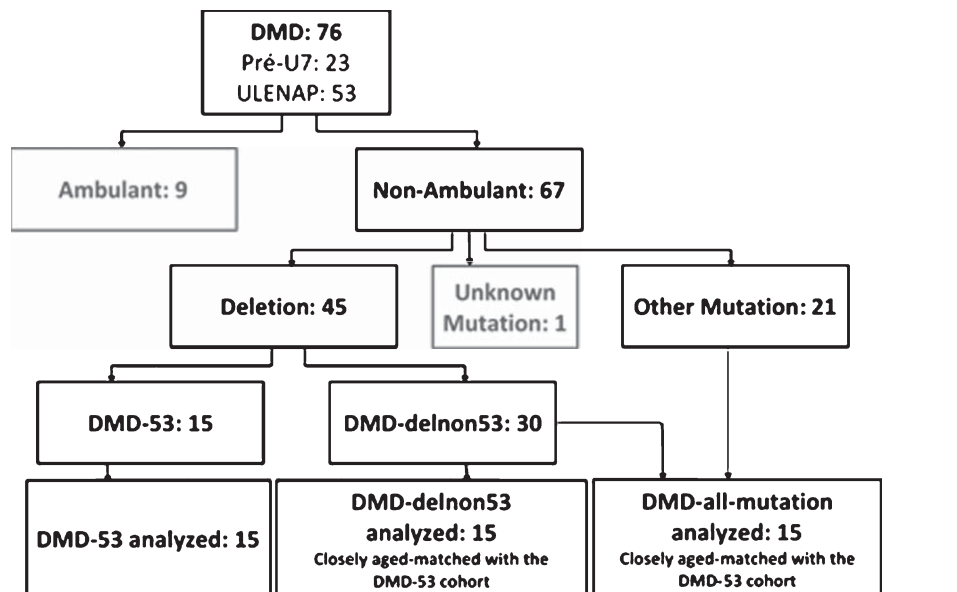 DMD: 76
Pré-U7: 23
ULENAP: 53
Ambulant: 9
Non-Ambulant: 67
Deletion: 45
Unknown
Mutation: 1
Other Mutation: 21
DMD-53: 15
DMD-delnon53: 30
DMD-53 analyzed: 15
DMD-delnon53
analyzed: 15
Closely aged-matched with the
DMD-53 cohort
DMD-all-mutation
analyzed: 15
Closely aged-matched with the
DMD-53 cohort